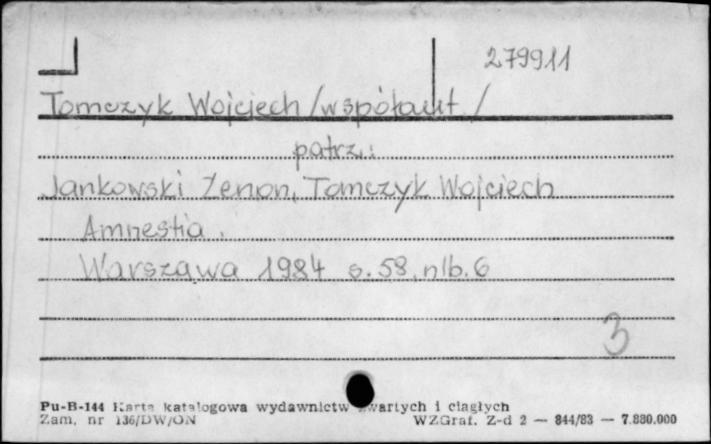 279911
Tomczyk Wojciech /współaut./
patrz:
Jankowski Zenon, Tomczyk Wojciech
Amnestia.
Warszawa 1984 s. 58, nlb. 6
3
Pu-B-144 Karta katalogowa wydawnictw zwartych i ciągłych
Zam. nr 136/DW/ON WZGraf. Z-d 2 — 844/83 — 7.880.000